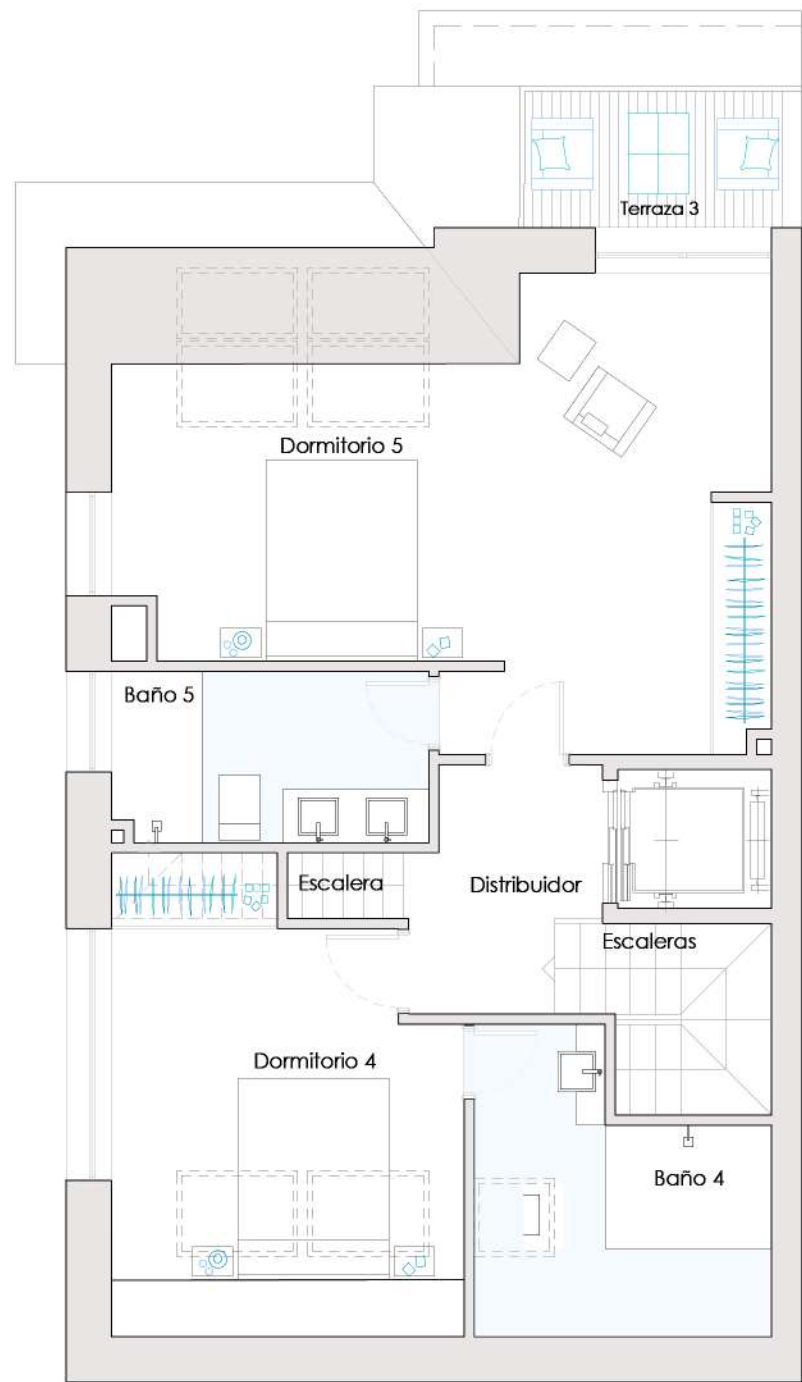 Terraza 3
Dormitorio 5
Baño 5
Escalera
Distribuidor
Escaleras
Dormitorio 4
Baño 4